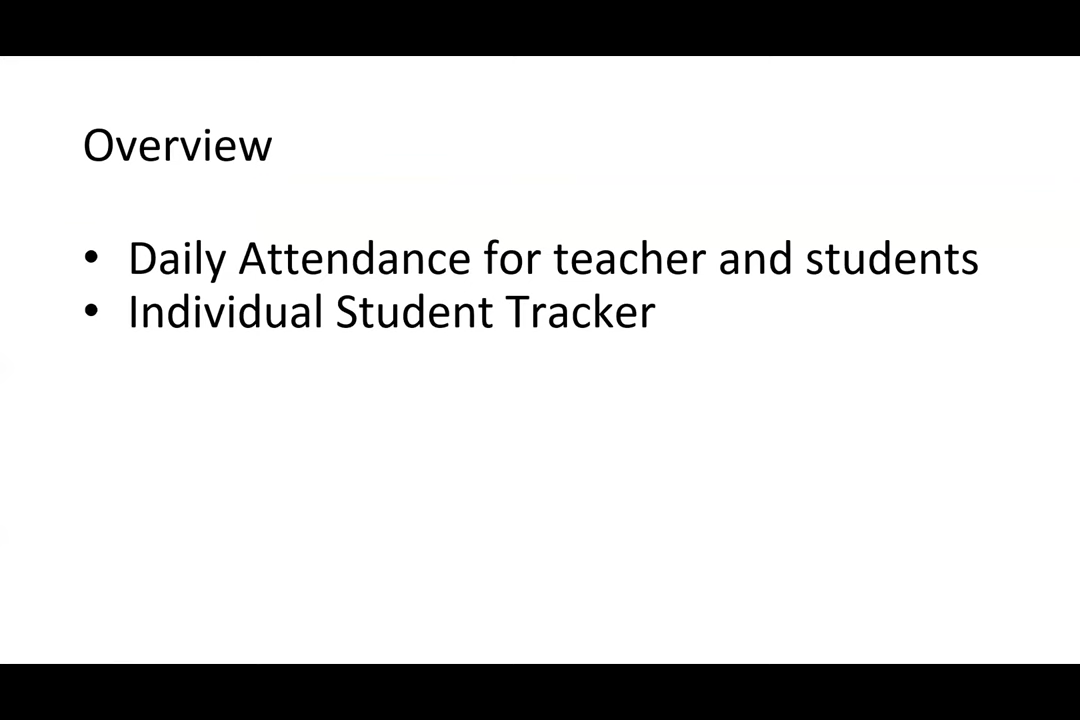 Overview
• Daily Attendance for teacher and students
• Individual Student Tracker